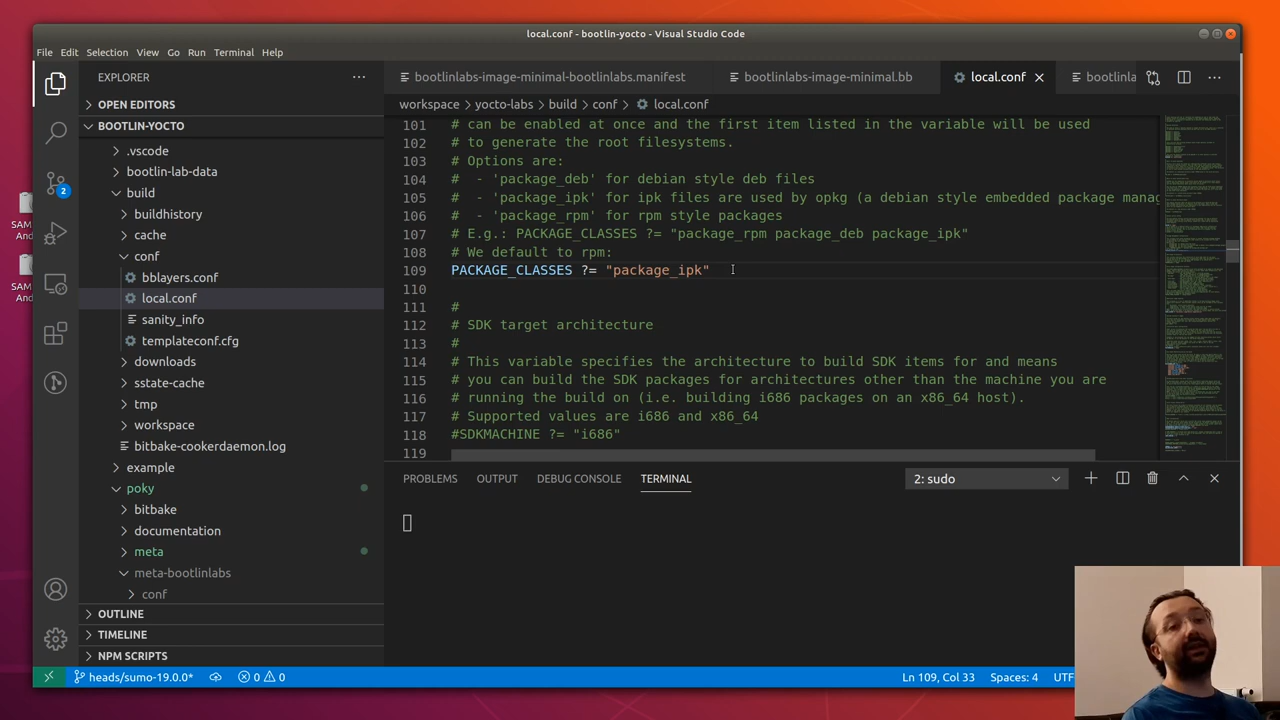 local.conf - bootlin-yocto - Visual Studio Code
File Edit Selection View Go Run Terminal Help
EXPLORER
bootlinlabs-image-minimal-bootlinlabs.manifest
bootlinlabs-image-minimal.bb
local.conf
bootlinla
workspace > yocto-labs > build > conf > local.conf
OPEN EDITORS
BOOTLIN-YOCTO
.vscode
bootlin-lab-data
build
buildhistory
cache
conf
bblayers.conf
local.conf
sanity_info
templateconf.cfg
downloads
sstate-cache
tmp
workspace
bitbake-cookerdaemon.log
example
poky
bitbake
documentation
meta
meta-bootlinlabs
conf
OUTLINE
TIMELINE
NPM SCRIPTS
2
SAM
And
SAM
And
101 # can be enabled at once and the first item listed in the variable will be used
102 # to generate the root filesystems.
103 # Options are:
104 # - 'package_deb' for debian style deb files
105 # - 'package_ipk' for ipk files are used by opkg (a debian style embedded package manag
106 # - 'package_rpm' for rpm style packages
107 # E.g.: PACKAGE_CLASSES ?= "package_rpm package_deb package_ipk"
108 # We default to rpm:
109 PACKAGE_CLASSES ?= "package_ipk"
110
111 #
112 # SDK target architecture
113 #
114 # This variable specifies the architecture to build SDK items for and means
115 # you can build the SDK packages for architectures other than the machine you are
116 # running the build on (i.e. building i686 packages on an x86_64 host).
117 # Supported values are i686 and x86_64
118 #SDKMACHINE ?= "i686"
119
PROBLEMS OUTPUT DEBUG CONSOLE TERMINAL
2: sudo
heads/sumo-19.0.0* 0 0
Ln 109, Col 33 Spaces: 4 UTF